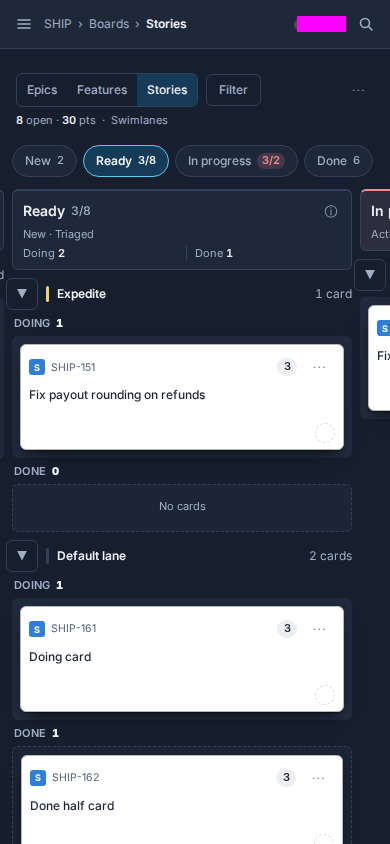 SHIP › Boards › Stories
Epics Features Stories Filter ...
8 open · 30 pts · Swimlanes
New 2 Ready 3/8 In progress 3/2 Done 6
Ready 3/8
New · Triaged
Doing 2 Done 1
Expedite 1 card
DOING 1
S SHIP-151 3 ...
Fix payout rounding on refunds
DONE 0
No cards
Default lane 2 cards
DOING 1
S SHIP-161 3 ...
Doing card
DONE 1
S SHIP-162 3 ...
Done half card
In
S